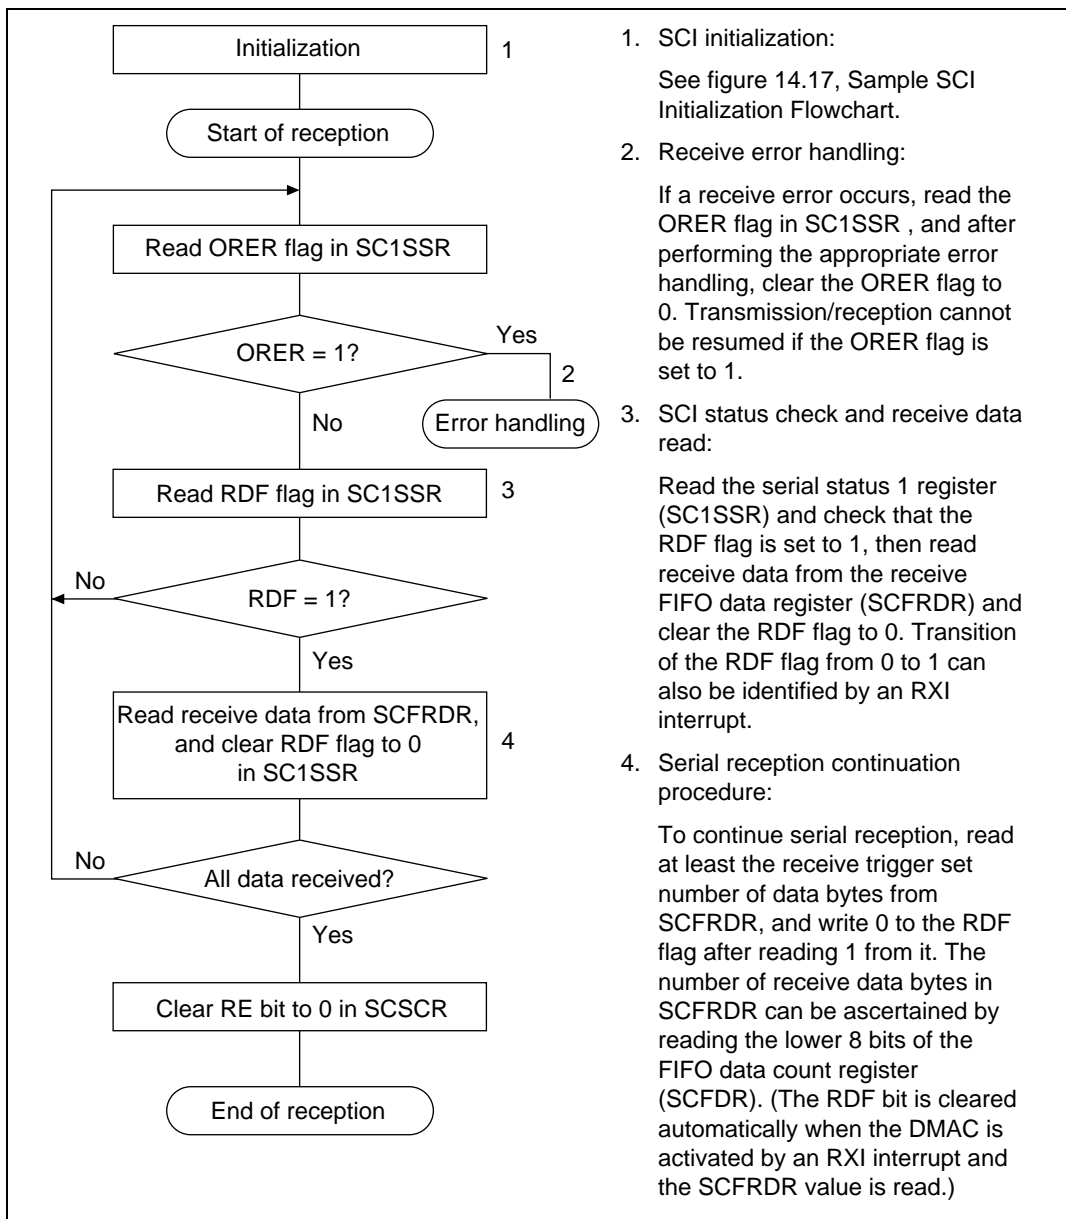 Initialization
1
Start of reception
Read ORER flag in SC1SSR
ORER = 1?
Yes
2
No
Error handling
Read RDF flag in SC1SSR
3
No
RDF = 1?
Yes
Read receive data from SCFRDR,
and clear RDF flag to 0
in SC1SSR
4
No
All data received?
Yes
Clear RE bit to 0 in SCSCR
End of reception
1. SCI initialization:
See figure 14.17, Sample SCI
Initialization Flowchart.
2. Receive error handling:
If a receive error occurs, read the
ORER flag in SC1SSR , and after
performing the appropriate error
handling, clear the ORER flag to
0. Transmission/reception cannot
be resumed if the ORER flag is
set to 1.
3. SCI status check and receive data
read:
Read the serial status 1 register
(SC1SSR) and check that the
RDF flag is set to 1, then read
receive data from the receive
FIFO data register (SCFRDR) and
clear the RDF flag to 0. Transition
of the RDF flag from 0 to 1 can
also be identified by an RXI
interrupt.
4. Serial reception continuation
procedure:
To continue serial reception, read
at least the receive trigger set
number of data bytes from
SCFRDR, and write 0 to the RDF
flag after reading 1 from it. The
number of receive data bytes in
SCFRDR can be ascertained by
reading the lower 8 bits of the
FIFO data count register
(SCFDR). (The RDF bit is cleared
automatically when the DMAC is
activated by an RXI interrupt and
the SCFRDR value is read.)